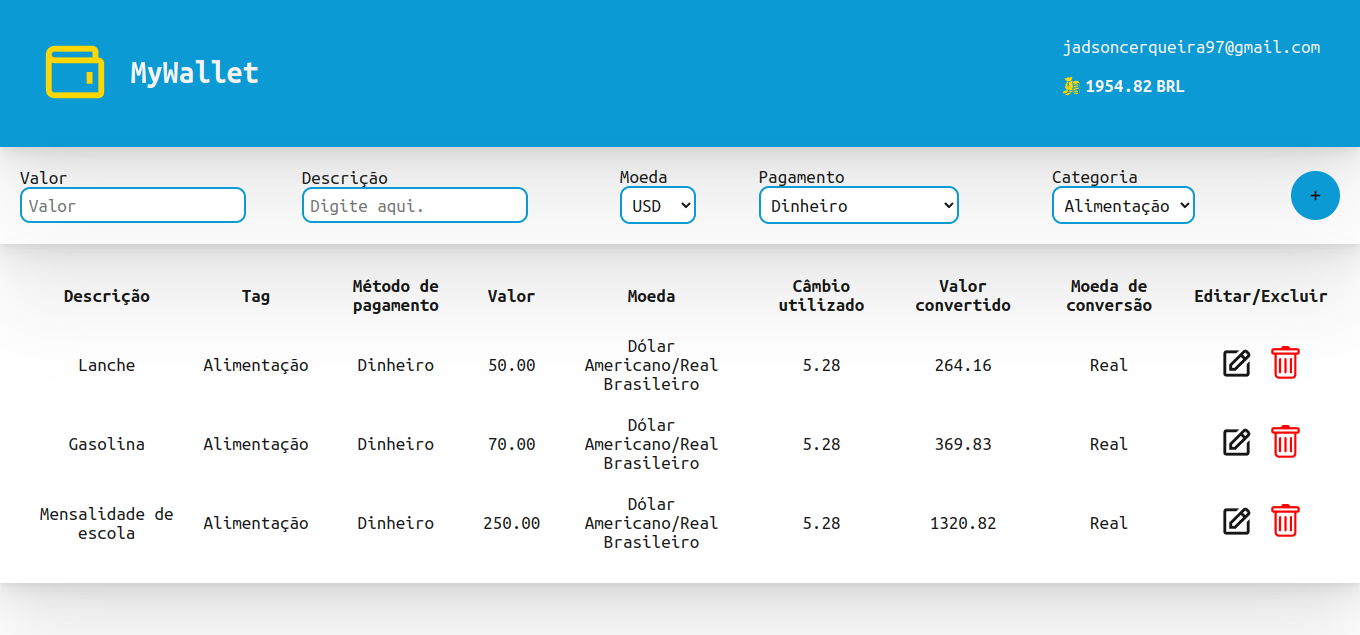 MyWallet
jadsoncerqueira97@gmail.com
1954.82 BRL
Valor
Descrição
Moeda
Pagamento
Categoria
Valor
Digite aqui.
USD
Dinheiro
Alimentação
+
Descrição Tag Método de pagamento Valor Moeda Câmbio utilizado Valor convertido Moeda de conversão Editar/Excluir
Lanche Alimentação Dinheiro 50.00 Dólar Americano/Real Brasileiro 5.28 264.16 Real
Gasolina Alimentação Dinheiro 70.00 Dólar Americano/Real Brasileiro 5.28 369.83 Real
Mensalidade de escola Alimentação Dinheiro 250.00 Dólar Americano/Real Brasileiro 5.28 1320.82 Real